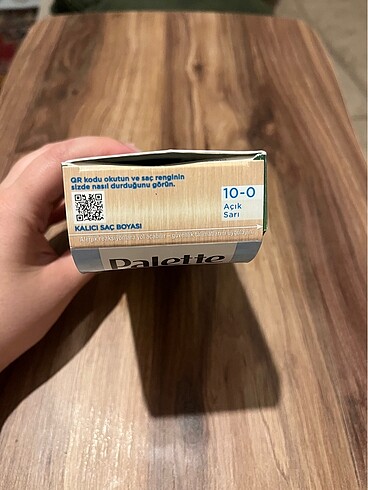 QR kodu okutun ve saç renginin
sizde nasıl durduğunu görün.
10-0
Açık
Sarı
KALICI SAÇ BOYASI
Palette